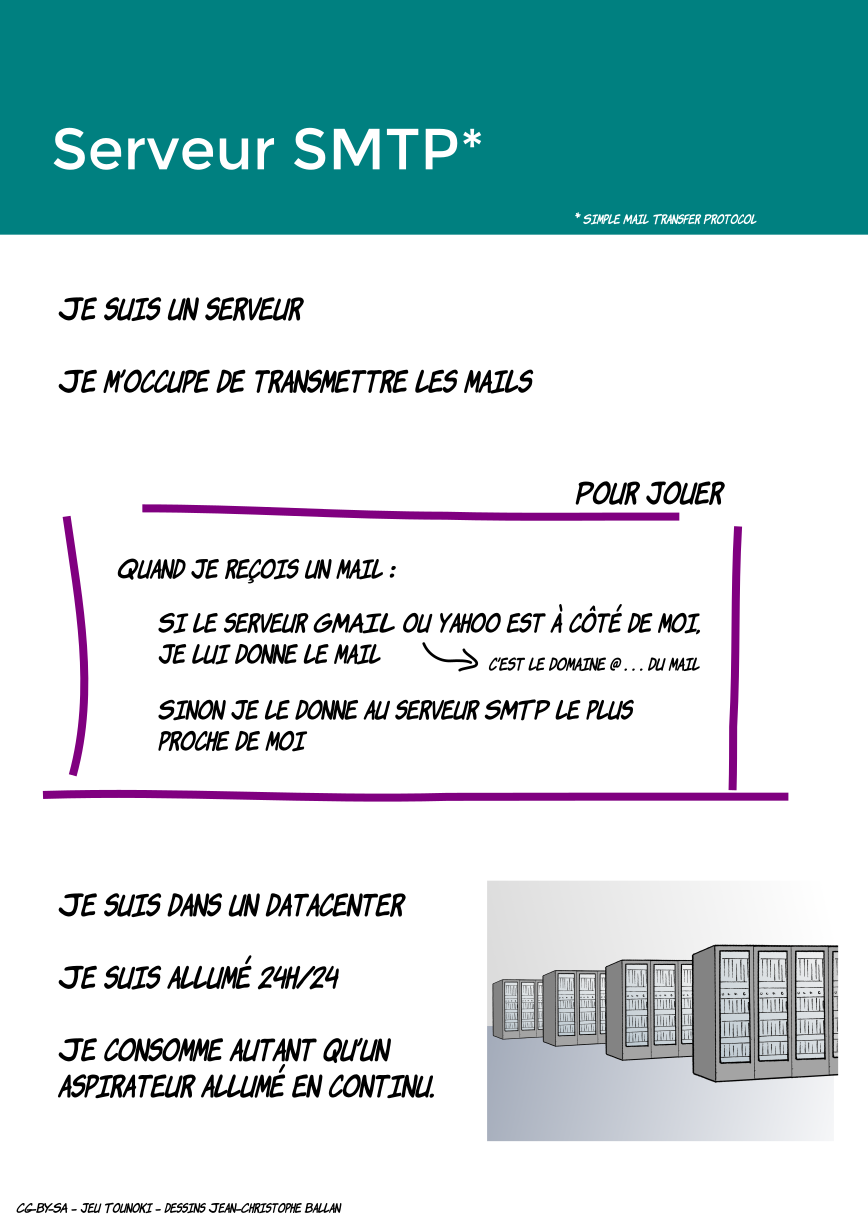 Serveur SMTP*
* SIMPLE MAIL TRANSFER PROTOCOL
JE SUIS UN SERVEUR
JE M'OCCUPE DE TRANSMETTRE LES MAILS
POUR JOUER
QUAND JE REÇOIS UN MAIL :
SI LE SERVEUR GMAIL OU YAHOO EST À CÔTÉ DE MOI,
JE LUI DONNE LE MAIL
C'EST LE DOMAINE @ . . . DU MAIL
SINON JE LE DONNE AU SERVEUR SMTP LE PLUS
PROCHE DE MOI
JE SUIS DANS UN DATACENTER
JE SUIS ALLUMÉ 24H/24
JE CONSOMME AUTANT QU'UN
ASPIRATEUR ALLUMÉ EN CONTINU.
CC-BY-SA - JEU TOUNOKI - DESSINS JEAN-CHRISTOPHE BALLAN